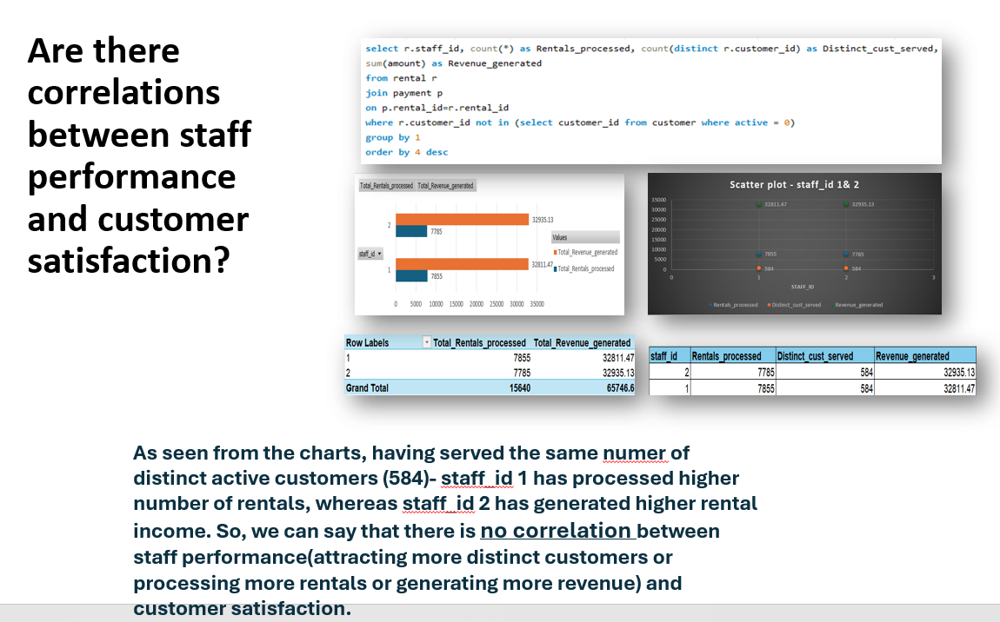 Are there
correlations
between staff
performance
and customer
satisfaction?
select r.staff_id, count(*) as Rentals_processed, count(distinct r.customer_id) as Distinct_cust_served,
sum(amount) as Revenue_generated
from rental r
join payment p
on p.rental_id=r.rental_id
where r.customer_id not in (select customer_id from customer where active = 0)
group by 1
order by 4 desc
Total_Rentals_processed Total_Revenue_generated
2
32935.13
7785
Values
staff_id
Total_Revenue_generated
1
32811.47
Total_Rentals_processed
7855
0 5000 10000 15000 20000 25000 30000 35000
Scatter plot - staff_id 1& 2
35000
32811.47 32935.13
30000
25000
20000
15000
10000
7855 7785
5000
584 584
0
0 1 2 3
STAFF_ID
Rentals_processed Distinct_cust_served Revenue_generated
Row Labels Total_Rentals_processed Total_Revenue_generated
1 7855 32811.47
2 7785 32935.13
Grand Total 15640 65746.6
staff_id Rentals_processed Distinct_cust_served Revenue_generated
2 7785 584 32935.13
1 7855 584 32811.47
As seen from the charts, having served the same numer of
distinct active customers (584)- staff_id 1 has processed higher
number of rentals, whereas staff_id 2 has generated higher rental
income. So, we can say that there is no correlation between
staff performance(attracting more distinct customers or
processing more rentals or generating more revenue) and
customer satisfaction.